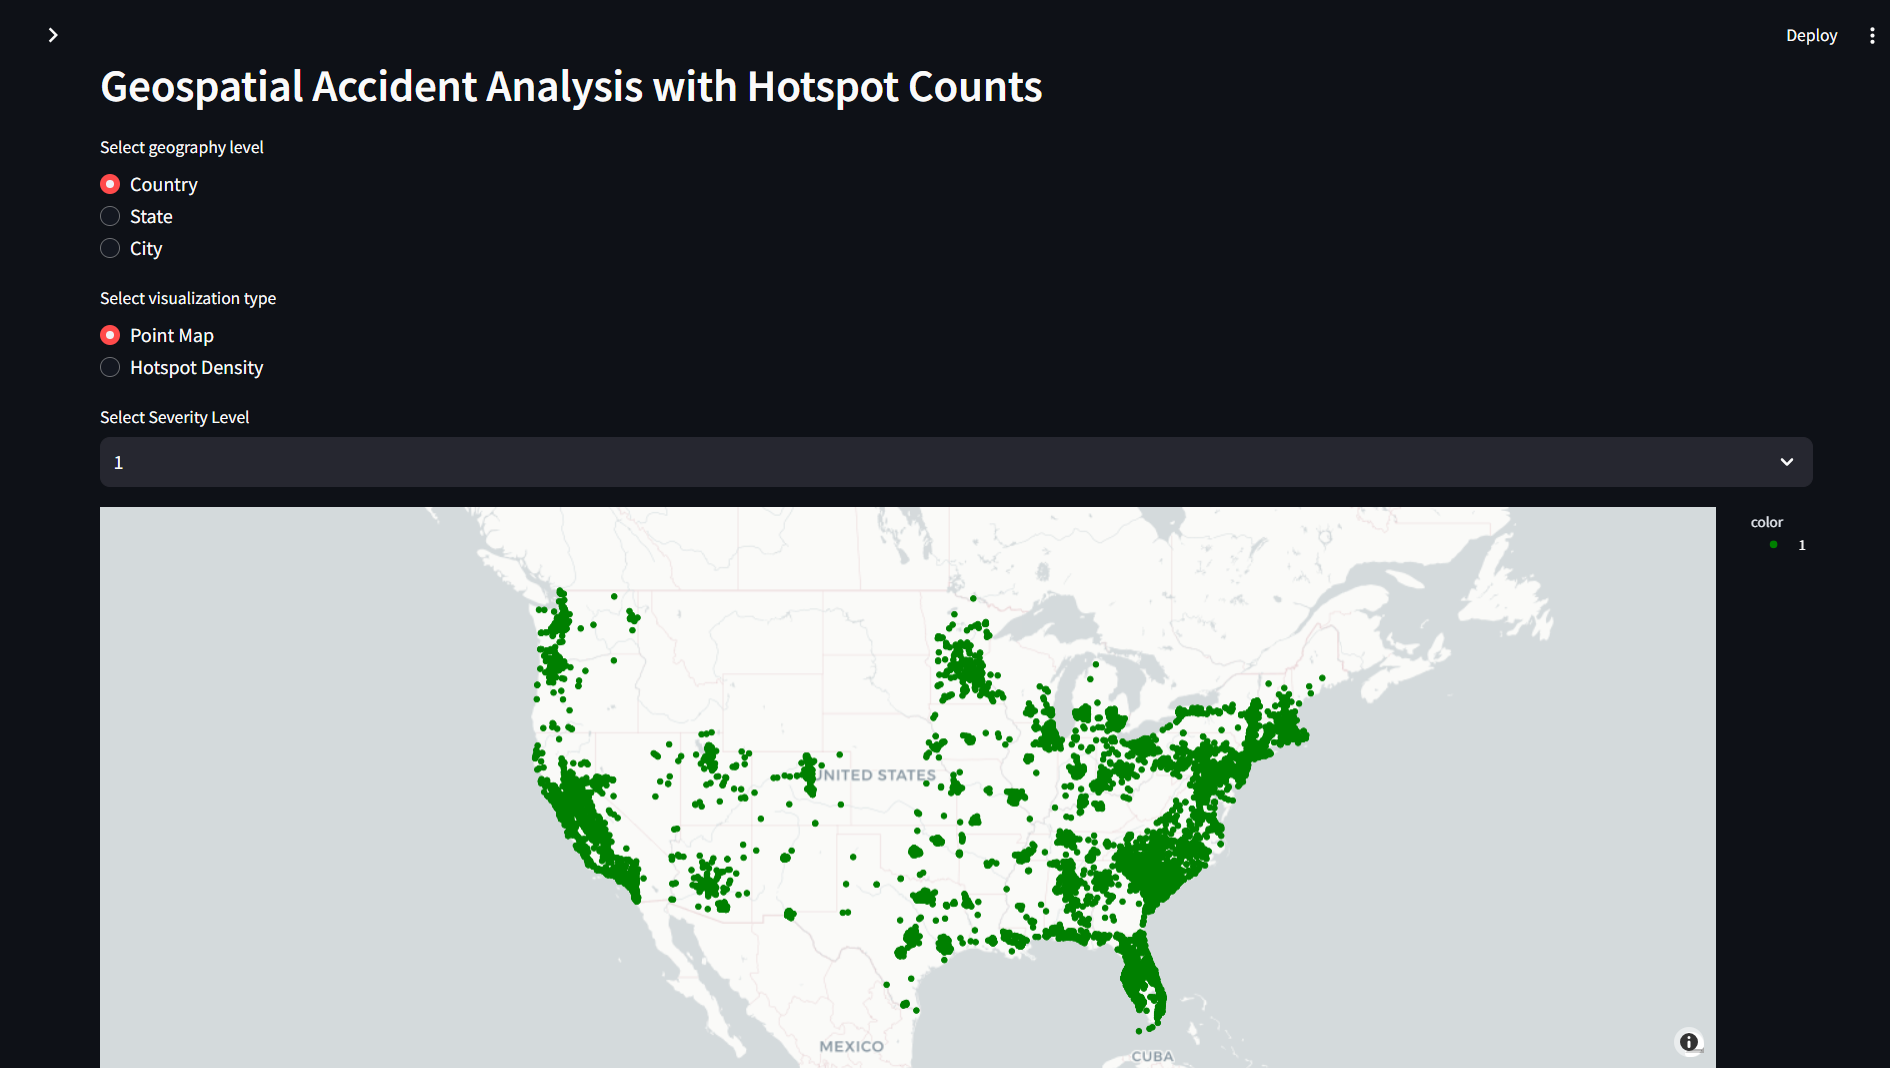 Deploy
Geospatial Accident Analysis with Hotspot Counts
Select geography level
Country
State
City
Select visualization type
Point Map
Hotspot Density
Select Severity Level
1
color
1
UNITED STATES
MEXICO
CUBA